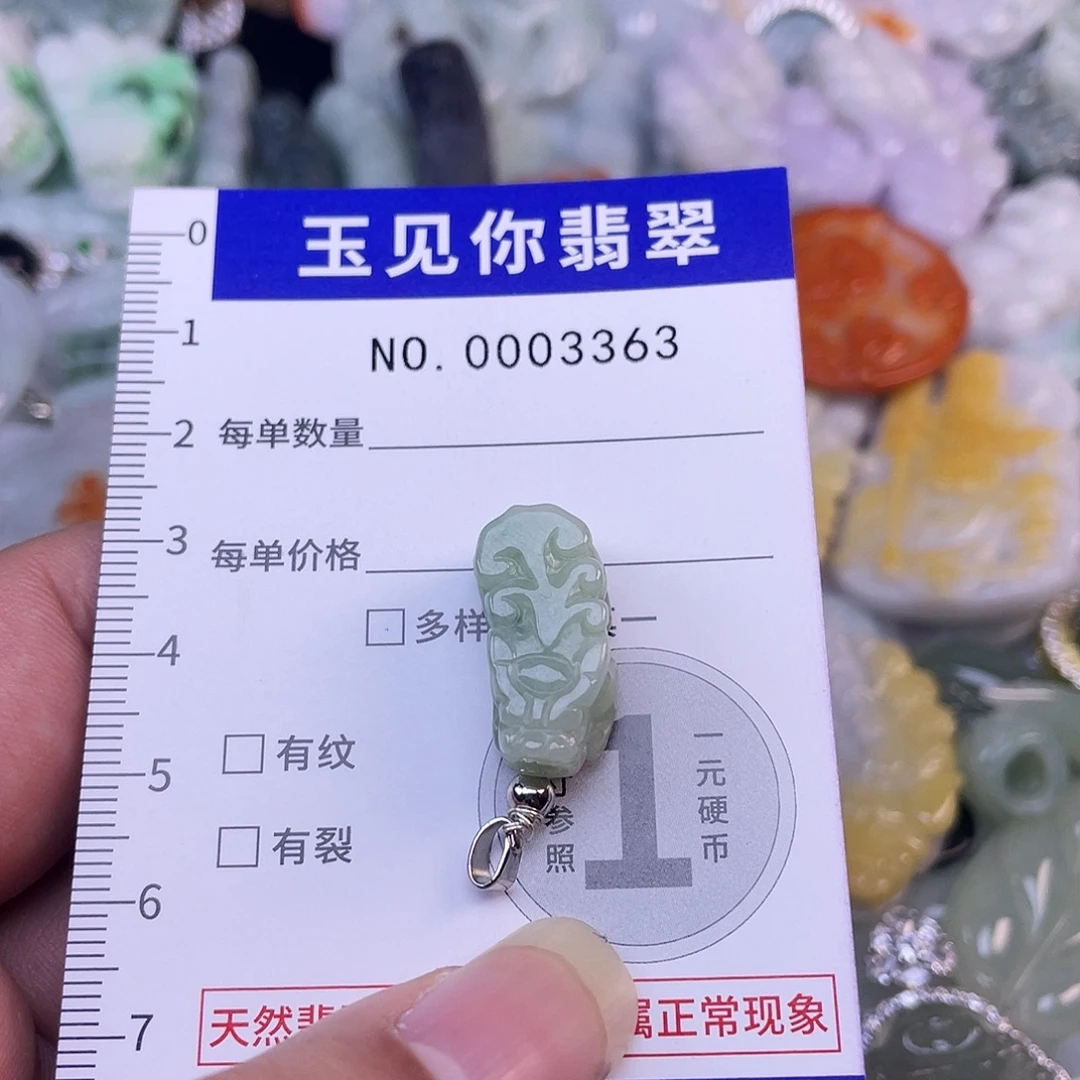 玉见你翡翠
NO.0003363
每单数量
每单价格
多样 一
有纹
有裂
参照
1
一元硬币
天然 属正常现象
0
1
2
3
4
5
6
7